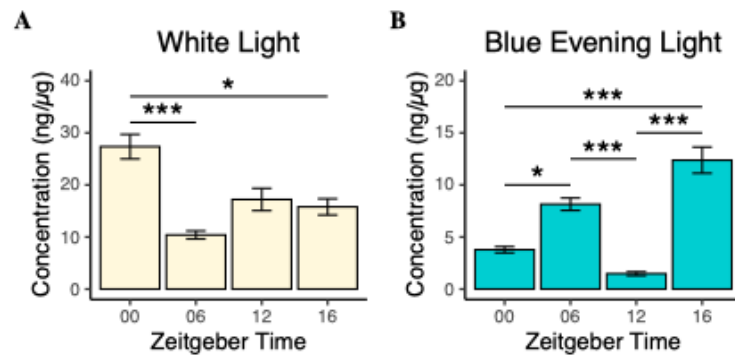 A
White Light
Concentration (ng/µg)
40
30
20
10
0
*
***
00 06 12 16
Zeitgeber Time
B
Blue Evening Light
Concentration (ng/µg)
20
15
10
5
0
***
***
***
*
00 06 12 16
Zeitgeber Time